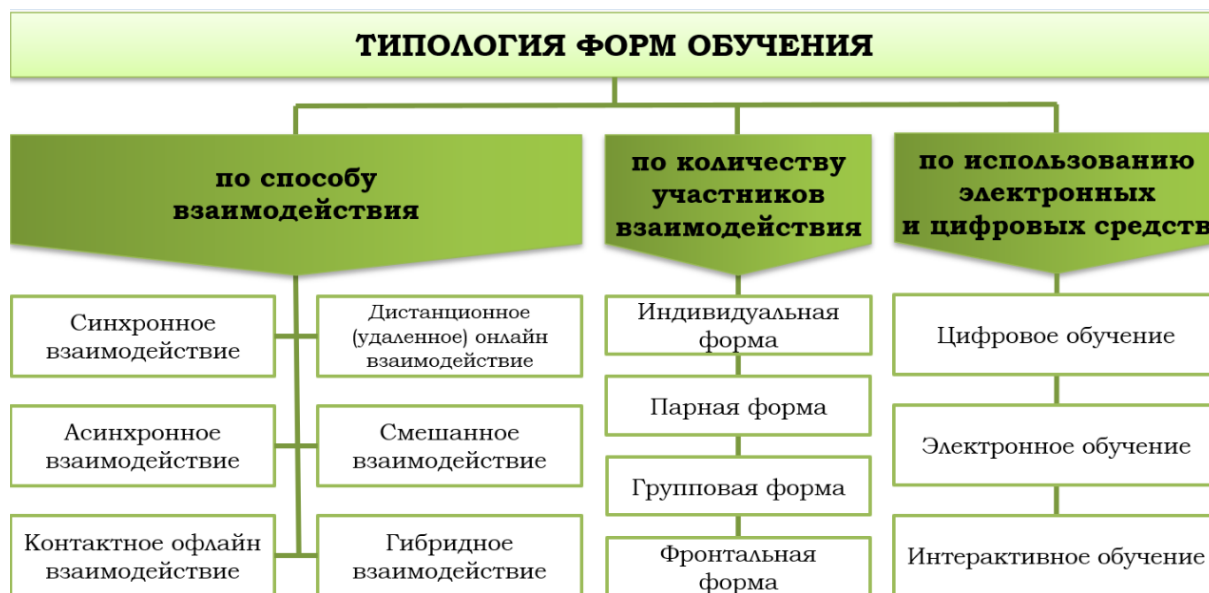 ТИПОЛОГИЯ ФОРМ ОБУЧЕНИЯ
по способу
взаимодействия
по количеству
участников
взаимодействия
по использованию
электронных
и цифровых средств
Синхронное
взаимодействие
Дистанционное
(удаленное) онлайн
взаимодействие
Асинхронное
взаимодействие
Смешанное
взаимодействие
Контактное офлайн
взаимодействие
Гибридное
взаимодействие
Индивидуальная
форма
Парная форма
Групповая форма
Фронтальная
форма
Цифровое обучение
Электронное обучение
Интерактивное обучение